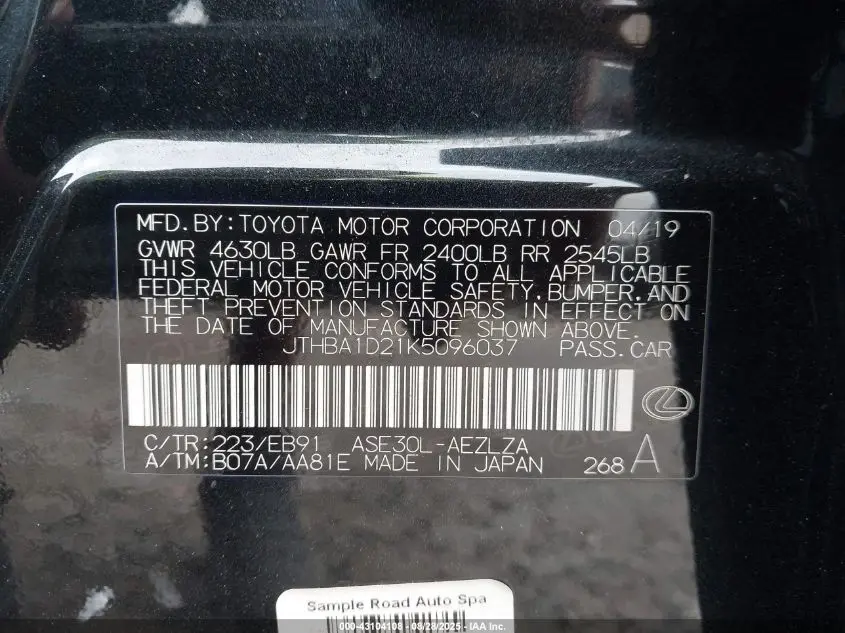 MFD.BY:TOYOTA MOTOR CORPORATION 04/19
GVWR 4630LB GAWR FR 2400LB RR 2545LB
THIS VEHICLE CONFORMS TO ALL APPLICABLE
FEDERAL MOTOR VEHICLE SAFETY,BUMPER,AND
THEFT PREVENTION STANDARDS IN EFFECT ON
THE DATE OF MANUFACTURE SHOWN ABOVE.
JTHBA1D21K5096037 PASS.CAR
C/TR:223/EB91 ASE30L-AEZLZA
A/TM:B07A/AA81E MADE IN JAPAN 268 A
Sample Road Auto Spa
000-43104108 - 08/28/2025 - IAA Inc.